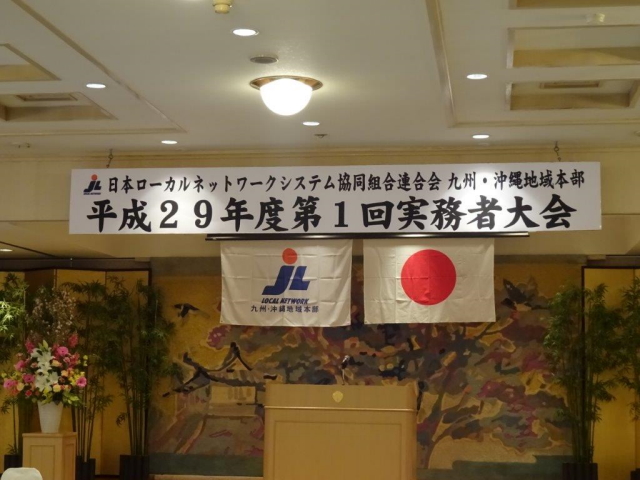 JL 日本ローカルネットワークシステム協同組合連合会 九州・沖縄地域本部
平成29年度第1回実務者大会
JL
LOCAL NETWORK
九州・沖縄地域本部